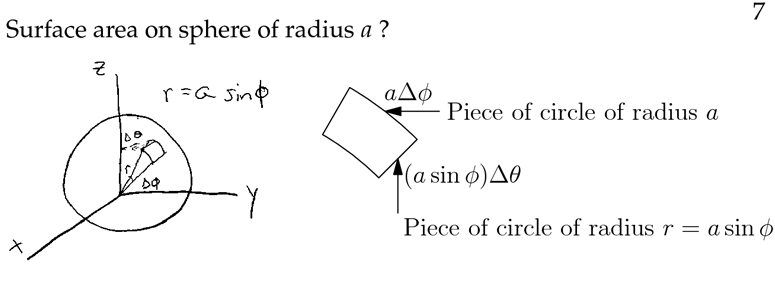 7
Surface area on sphere of radius a ?
z
r = a sin ϕ
aΔϕ
Piece of circle of radius a
Δθ
r
Δϕ
(a sin ϕ)Δθ
y
Piece of circle of radius r = a sin ϕ
x